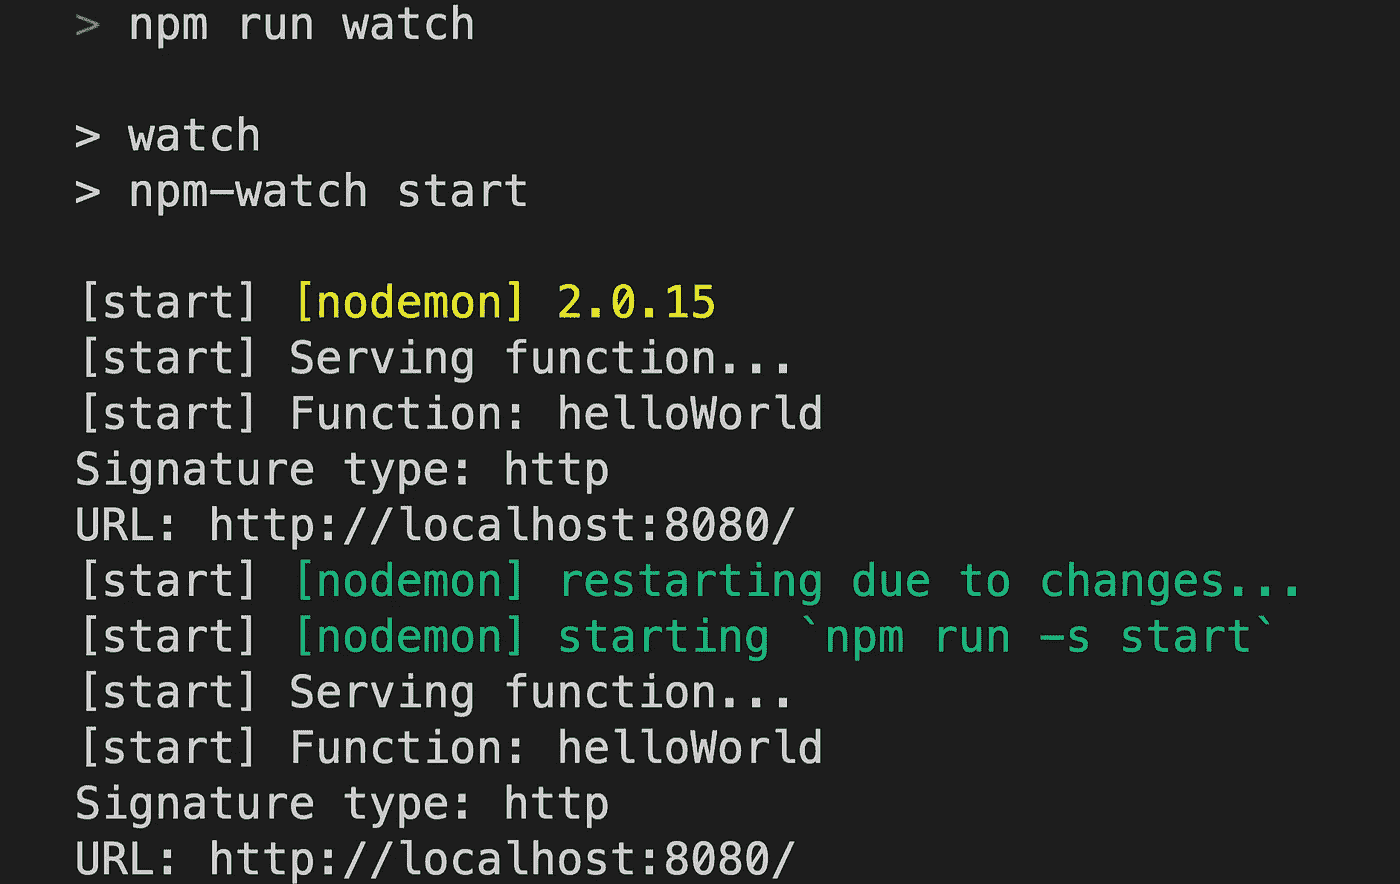 > npm run watch
> watch
> npm-watch start
[start] [nodemon] 2.0.15
[start] Serving function...
[start] Function: helloWorld
Signature type: http
URL: http://localhost:8080/
[start] [nodemon] restarting due to changes...
[start] [nodemon] starting `npm run -s start`
[start] Serving function...
[start] Function: helloWorld
Signature type: http
URL: http://localhost:8080/